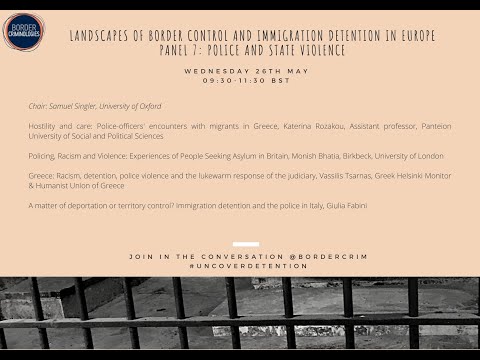 BORDER
CRIMINOLOGIES
LANDSCAPES OF BORDER CONTROL AND IMMIGRATION DETENTION IN EUROPE
PANEL 7: POLICE AND STATE VIOLENCE
WEDNESDAY 26TH MAY
09:30-11:30 BST
Chair: Samuel Singler, University of Oxford
Hostility and care: Police-officers' encounters with migrants in Greece, Katerina Rozakou, Assistant professor, Panteion
University of Social and Political Sciences
Policing, Racism and Violence: Experiences of People Seeking Asylum in Britain, Monish Bhatia, Birkbeck, University of London
Greece: Racism, detention, police violence and the lukewarm response of the judiciary, Vassilis Tsarnas, Greek Helsinki Monitor
& Humanist Union of Greece
A matter of deportation or territory control? Immigration detention and the police in Italy, Giulia Fabini
JOIN IN THE CONVERSATION @BORDERCRIM
#UNCOVERDETENTION